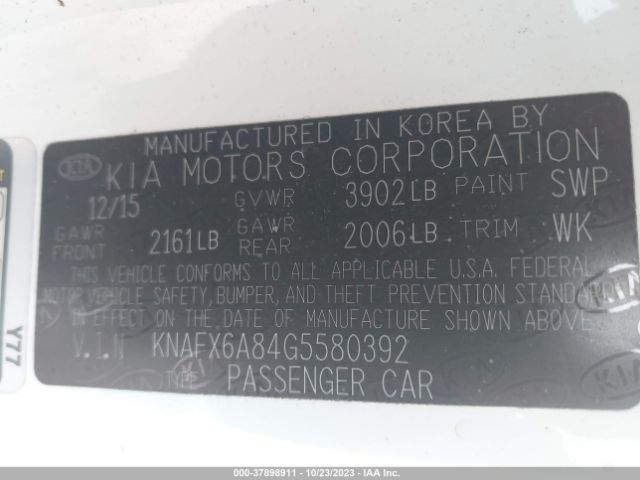 MANUFACTURED IN KOREA BY
KIA KIA MOTORS CORPORATION
12/15 GVWR 3902LB PAINT SWP
GAWR FRONT 2161LB GAWR REAR 2006LB TRIM WK
THIS VEHICLE CONFORMS TO ALL APPLICABLE U.S.A. FEDERAL
MOTOR VEHICLE SAFETY, BUMPER, AND THEFT PREVENTION STANDARDS
IN EFFECT ON THE DATE OF MANUFACTURE SHOWN ABOVE
V.I.N KNAFX6A84G5580392
TYPE PASSENGER CAR
KIA
Y77
000-37898911 - 10/23/2023 - IAA Inc.